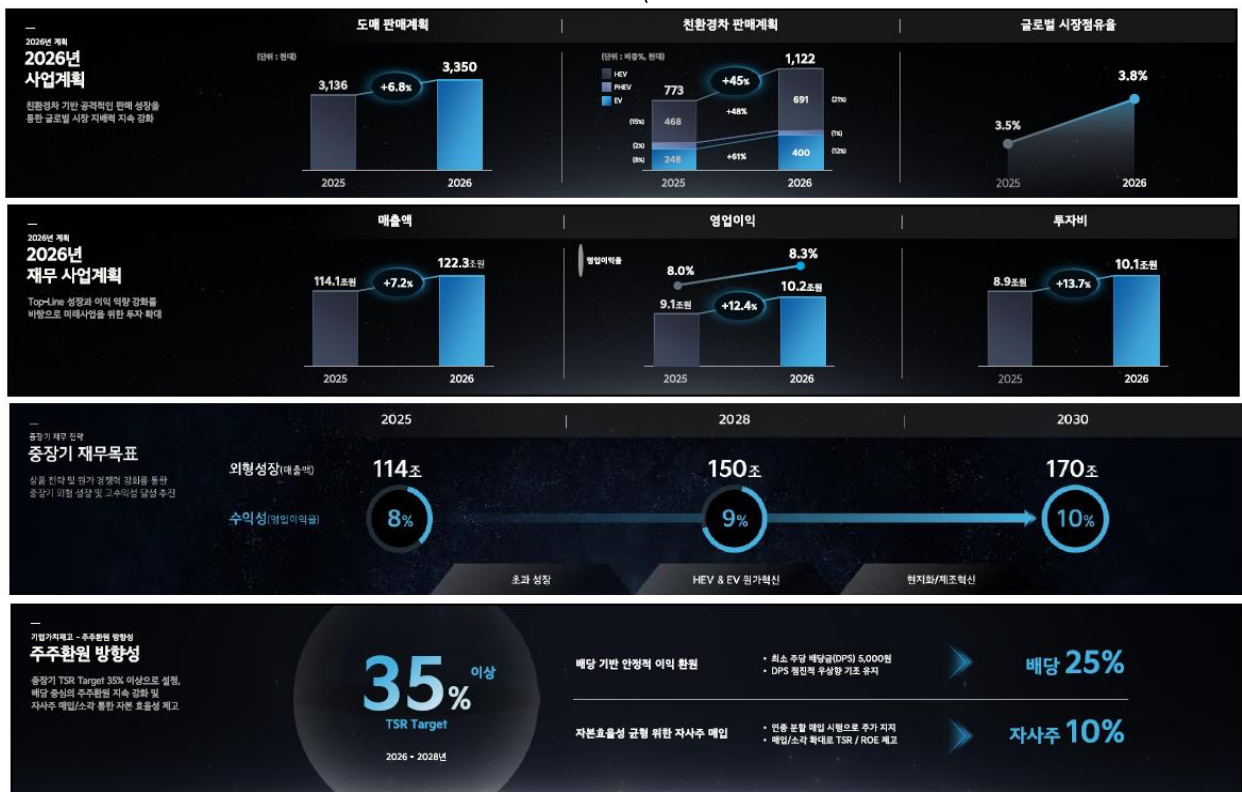 2026년 계획
2026년
사업계획
친환경차 기반 공격적인 판매 성장을
통한 글로벌 시장 지배력 지속 강화
도매 판매계획
(단위 : 천대)
3,136
+6.8%
3,350
2025
2026
친환경차 판매계획
(단위 : 비중%, 천대)
HEV
PHEV
EV
773
+45%
1,122
(15%)
468
+48%
691
(21%)
(2%)
(1%)
(8%)
248
+61%
400
(12%)
2025
2026
글로벌 시장점유율
3.5%
3.8%
2025
2026
2026년 계획
2026년
재무 사업계획
Top-Line 성장과 이익 역량 강화를
바탕으로 미래사업을 위한 투자 확대
매출액
114.1조원
+7.2%
122.3조원
2025
2026
영업이익
영업이익율
8.0%
8.3%
9.1조원
+12.4%
10.2조원
2025
2026
투자비
8.9조원
+13.7%
10.1조원
2025
2026
중장기 재무 전략
중장기 재무목표
상품 전략 및 원가 경쟁력 강화를 통한
중장기 외형 성장 및 고수익성 달성 추진
2025
2028
2030
외형성장(매출액)
114조
150조
170조
수익성(영업이익율)
8%
9%
10%
초과 성장
HEV & EV 원가혁신
현지화/제조혁신
기업가치제고 - 주주환원 방향성
주주환원 방향성
중장기 TSR Target 35% 이상으로 설정,
배당 중심의 주주환원 지속 강화 및
자사주 매입/소각 통한 자본 효율성 제고
35% 이상
TSR Target
2026 - 2028년
배당 기반 안정적 이익 환원
• 최소 주당 배당금(DPS) 5,000원
• DPS 점진적 우상향 기조 유지
배당 25%
자본효율성 균형 위한 자사주 매입
• 연중 분할 매입 시행으로 주가 지지
• 매입/소각 확대로 TSR / ROE 제고
자사주 10%